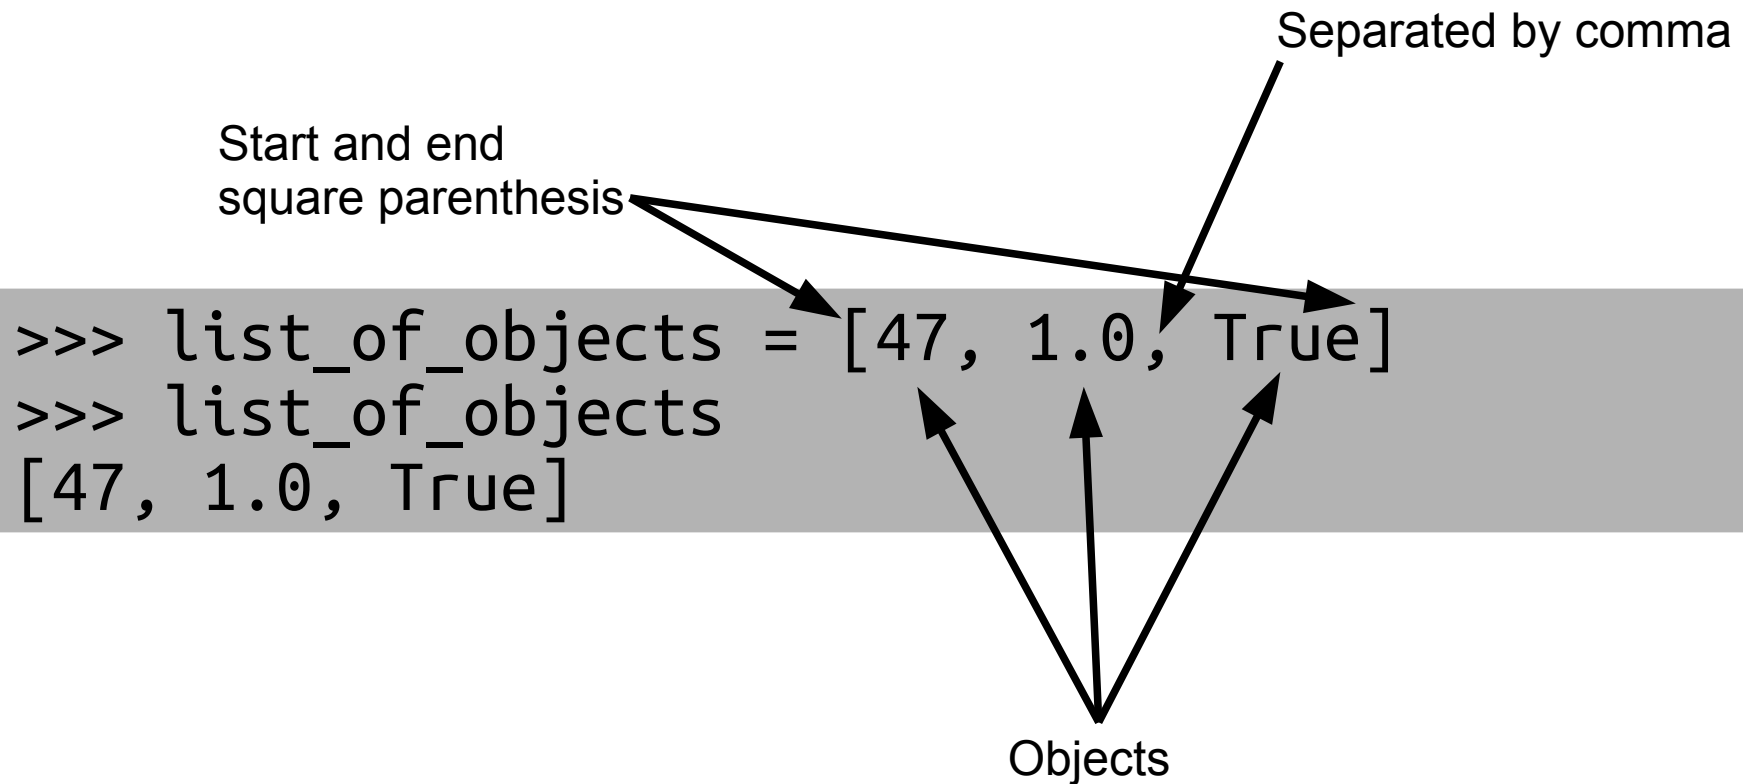 Separated by comma
Start and end
square parenthesis
>>> list_of_objects = [47, 1.0, True]
>>> list_of_objects
[47, 1.0, True]
Objects